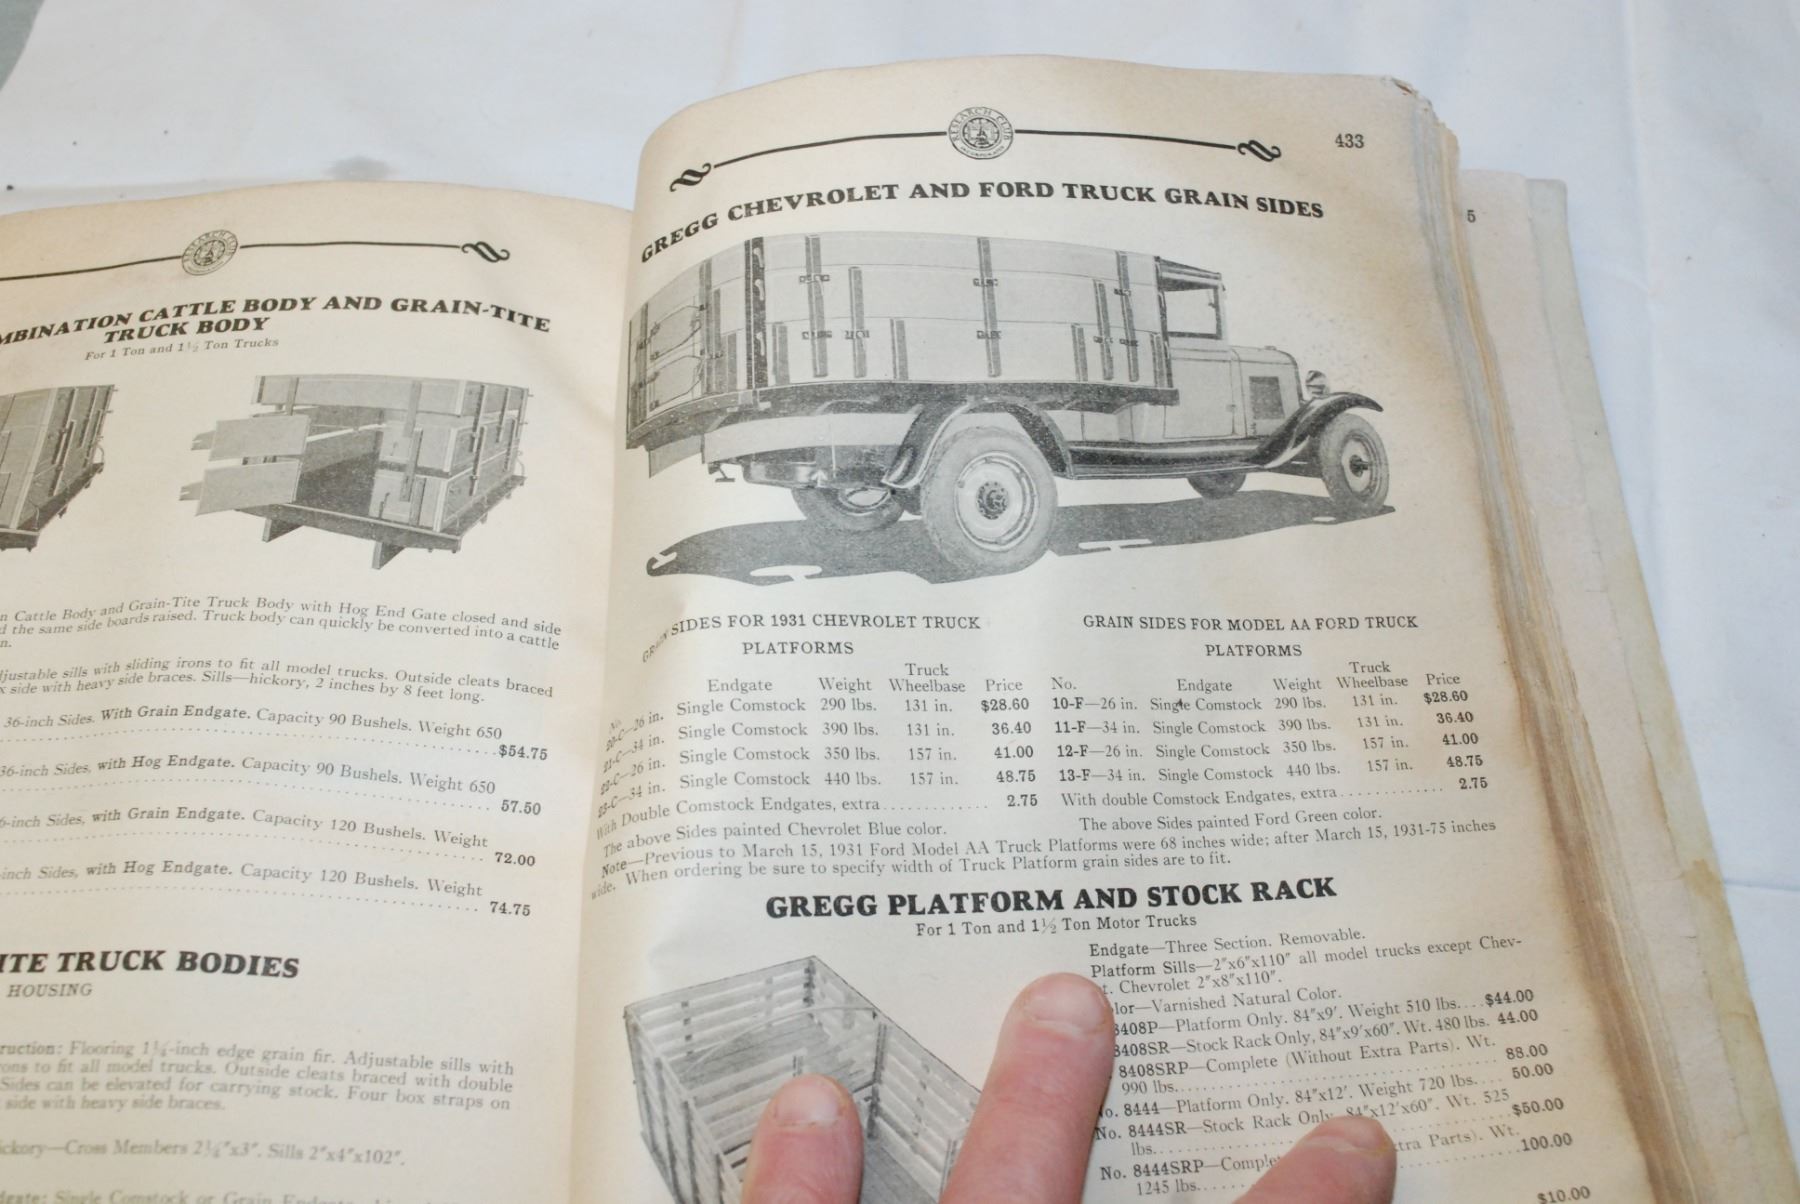 MBINATION CATTLE BODY AND GRAIN-TITE
TRUCK BODY
For 1 Ton and 1½ Ton Trucks
n Cattle Body and Grain-Tite Truck Body with Hog End Gate closed and side
d the same side boards raised. Truck body can quickly be converted into a cattle
n.
djustable sills with sliding irons to fit all model trucks. Outside cleats braced
x side with heavy side braces. Sills—hickory, 2 inches by 8 feet long.
36-inch Sides. With Grain Endgate. Capacity 90 Bushels. Weight 650
$54.75
36-inch Sides, with Hog Endgate. Capacity 90 Bushels. Weight 650
57.50
6-inch Sides, with Grain Endgate. Capacity 120 Bushels. Weight
72.00
-inch Sides, with Hog Endgate. Capacity 120 Bushels. Weight
74.75
ITE TRUCK BODIES
HOUSING
ruction: Flooring 1¼-inch edge grain fir. Adjustable sills with
rons to fit all model trucks. Outside cleats braced with double
Sides can be elevated for carrying stock. Four box straps on
side with heavy side braces.
ickory—Cross Members 2¼"x3". Sills 2"x4"x102".
dgate: Single Comstock or Grain Endgate
RESEARCH CLUB
INCORPORATED
433
5
GREGG CHEVROLET AND FORD TRUCK GRAIN SIDES
GRAIN SIDES FOR 1931 CHEVROLET TRUCK
PLATFORMS
No. Endgate Weight Truck Wheelbase Price
20-C—26 in. Single Comstock 290 lbs. 131 in. $28.60
21-C—34 in. Single Comstock 390 lbs. 131 in. 36.40
22-C—26 in. Single Comstock 350 lbs. 157 in. 41.00
23-C—34 in. Single Comstock 440 lbs. 157 in. 48.75
With Double Comstock Endgates, extra............ 2.75
The above Sides painted Chevrolet Blue color.
GRAIN SIDES FOR MODEL AA FORD TRUCK
PLATFORMS
No. Endgate Weight Truck Wheelbase Price
10-F—26 in. Single Comstock 290 lbs. 131 in. $28.60
11-F—34 in. Single Comstock 390 lbs. 131 in. 36.40
12-F—26 in. Single Comstock 350 lbs. 157 in. 41.00
13-F—34 in. Single Comstock 440 lbs. 157 in. 48.75
With double Comstock Endgates, extra............ 2.75
The above Sides painted Ford Green color.
Note—Previous to March 15, 1931 Ford Model AA Truck Platforms were 68 inches wide; after March 15, 1931-75 inches
wide. When ordering be sure to specify width of Truck Platform grain sides are to fit.
GREGG PLATFORM AND STOCK RACK
For 1 Ton and 1½ Ton Motor Trucks
Endgate—Three Section. Removable.
Platform Sills—2"x6"x110" all model trucks except Chev-
t. Chevrolet 2"x8"x110".
lor—Varnished Natural Color.
8408P—Platform Only. 84"x9'. Weight 510 lbs....$44.00
8408SR—Stock Rack Only, 84"x9'x60". Wt. 480 lbs. 44.00
8408SRP—Complete (Without Extra Parts). Wt.
990 lbs.......... 88.00
o. 8444—Platform Only. 84"x12'. Weight 720 lbs.... 50.00
No. 8444SR—Stock Rack Only 84"x12'x60". Wt. 525
lbs.......... $50.00
No. 8444SRP—Complet tra Parts). Wt.
1245 lbs.......... 100.00
$10.00